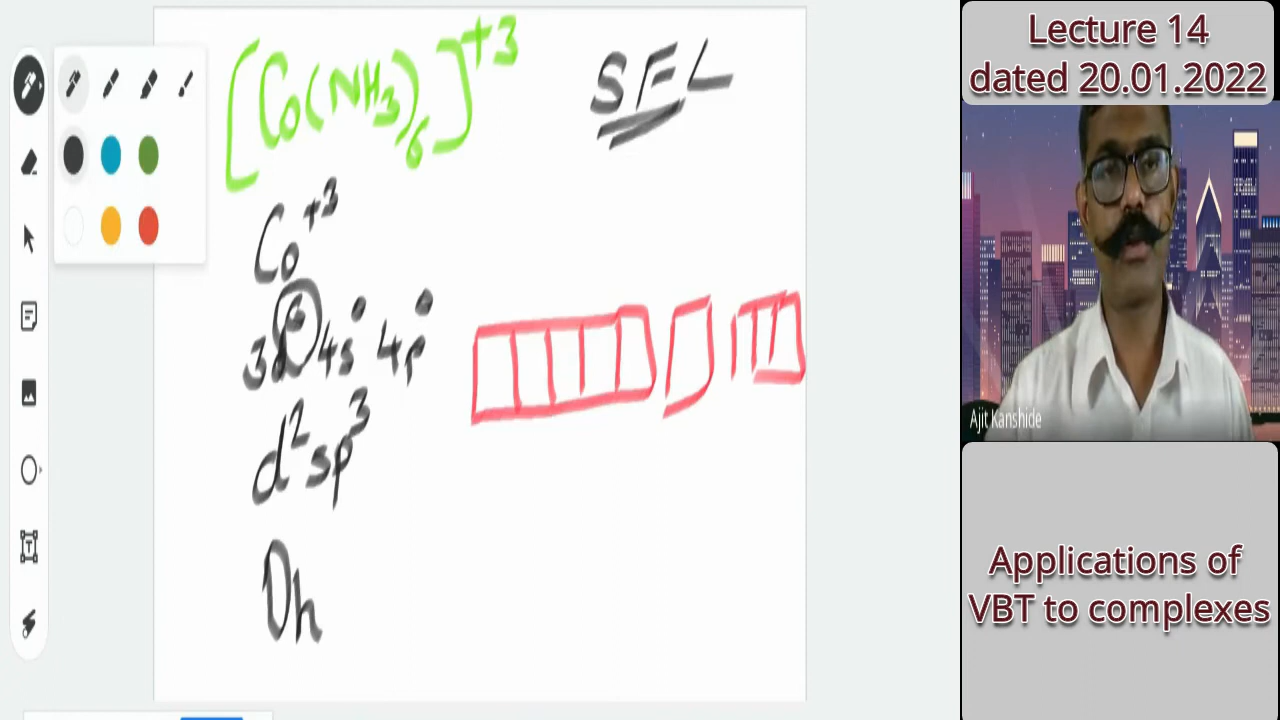 [Co(NH₃)₆]⁺³
SFL
Co⁺³
3d⁶ 4s⁰ 4p⁰
d²sp³
Oh
Lecture 14
dated 20.01.2022
Ajit Kanshide
Applications of
VBT to complexes
T